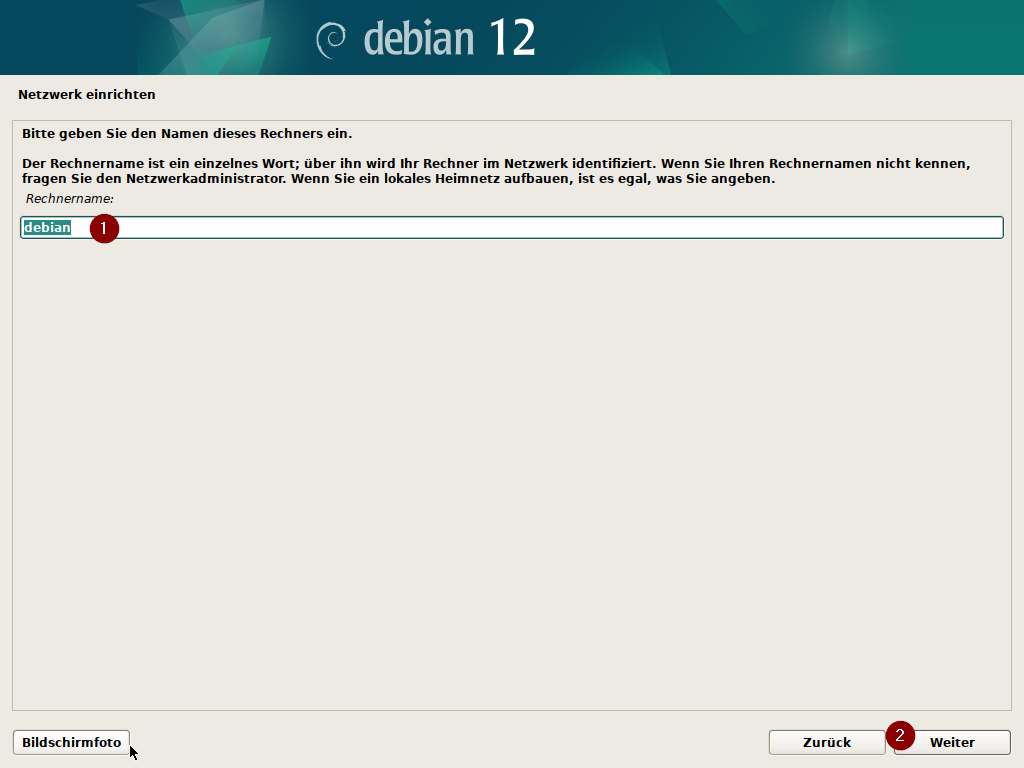 debian 12
Netzwerk einrichten
Bitte geben Sie den Namen dieses Rechners ein.
Der Rechnername ist ein einzelnes Wort; über ihn wird Ihr Rechner im Netzwerk identifiziert. Wenn Sie Ihren Rechnernamen nicht kennen,
fragen Sie den Netzwerkadministrator. Wenn Sie ein lokales Heimnetz aufbauen, ist es egal, was Sie angeben.
Rechnername:
debian 1
Bildschirmfoto Zurück 2 Weiter